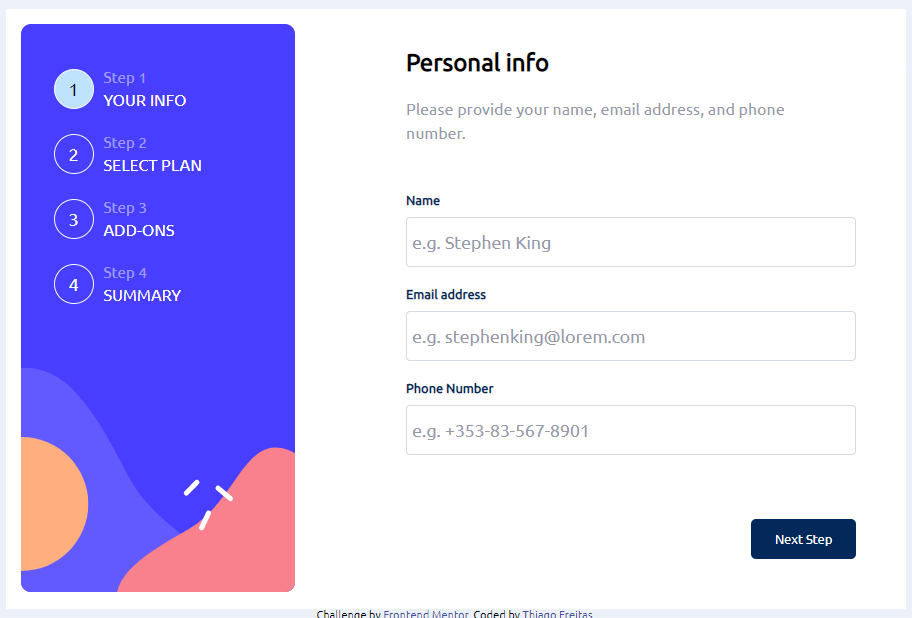 1
Step 1
YOUR INFO
2
Step 2
SELECT PLAN
3
Step 3
ADD-ONS
4
Step 4
SUMMARY
Personal info
Please provide your name, email address, and phone
number.
Name
e.g. Stephen King
Email address
e.g. stephenking@lorem.com
Phone Number
e.g. +353-83-567-8901
Next Step
Challenge by Frontend Mentor. Coded by Thiago Freitas.